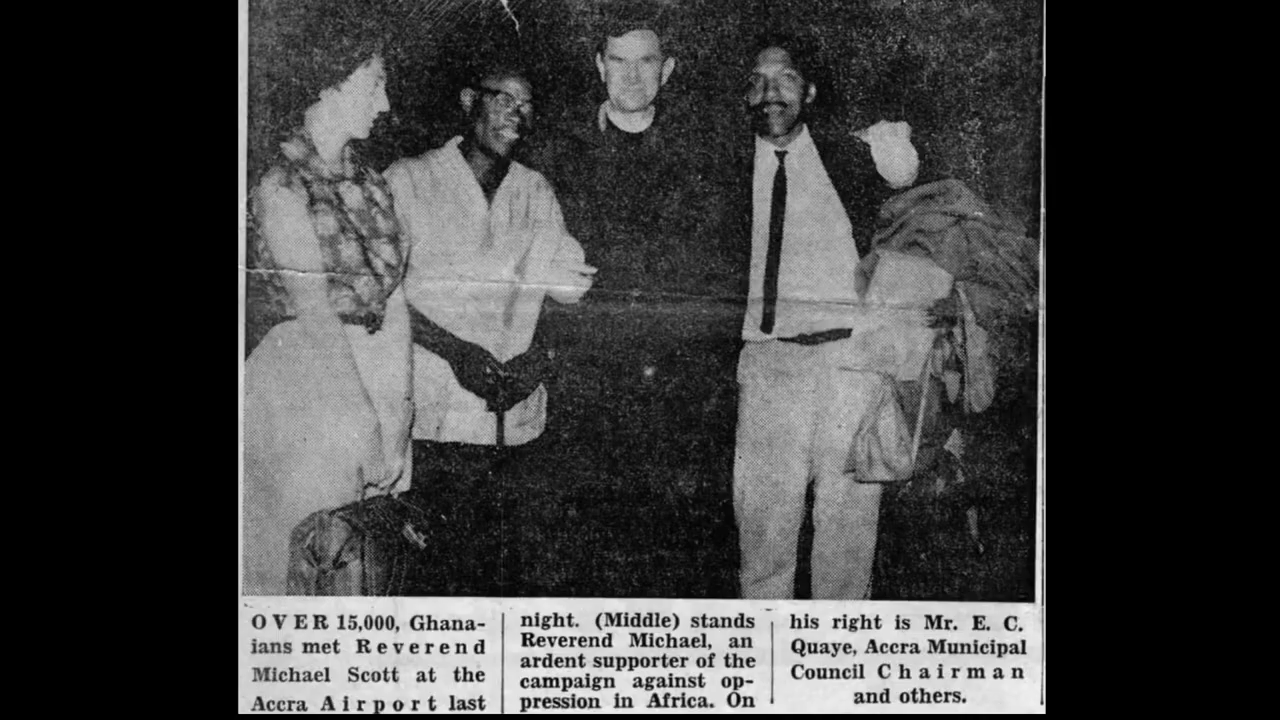 OVER 15,000, Ghana-
ians met Reverend
Michael Scott at the
Accra Airport last
night. (Middle) stands
Reverend Michael, an
ardent supporter of the
campaign against op-
pression in Africa. On
his right is Mr. E. C.
Quaye, Accra Municipal
Council Chairman
and others.